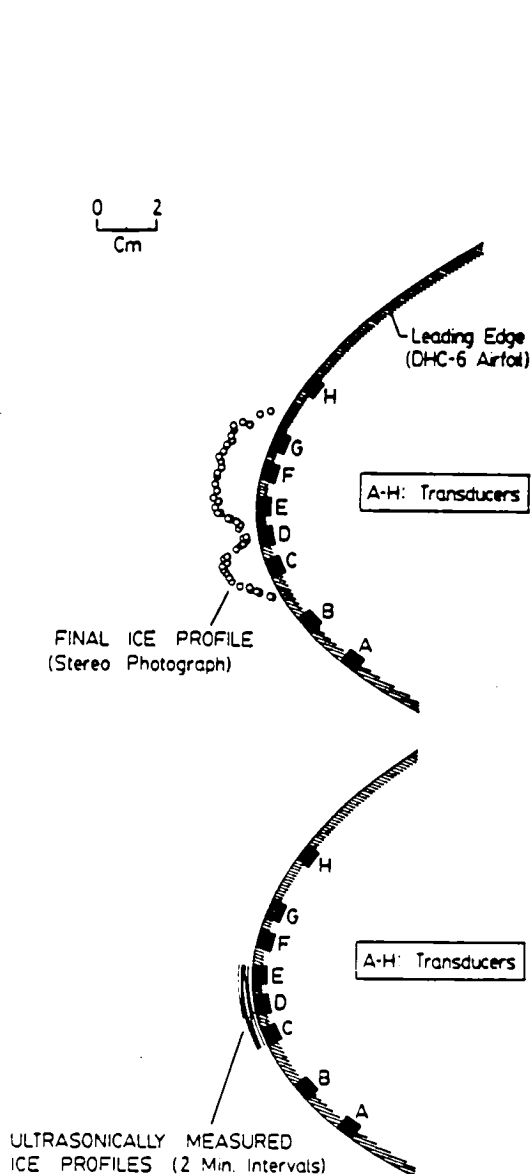 0 2
Cm
Leading Edge
(DHC-6 Airfoil)
H
G
F
A-H: Transducers
E
D
C
B
A
FINAL ICE PROFILE
(Stereo Photograph)
H
G
F
A-H: Transducers
E
D
C
B
A
ULTRASONICALLY MEASURED
ICE PROFILES (2 Min. Intervals)